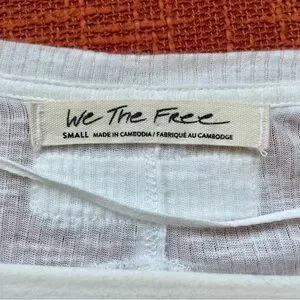 We The Free
SMALL MADE IN CAMBODIA / FABRIQUÉ AU CAMBODGE